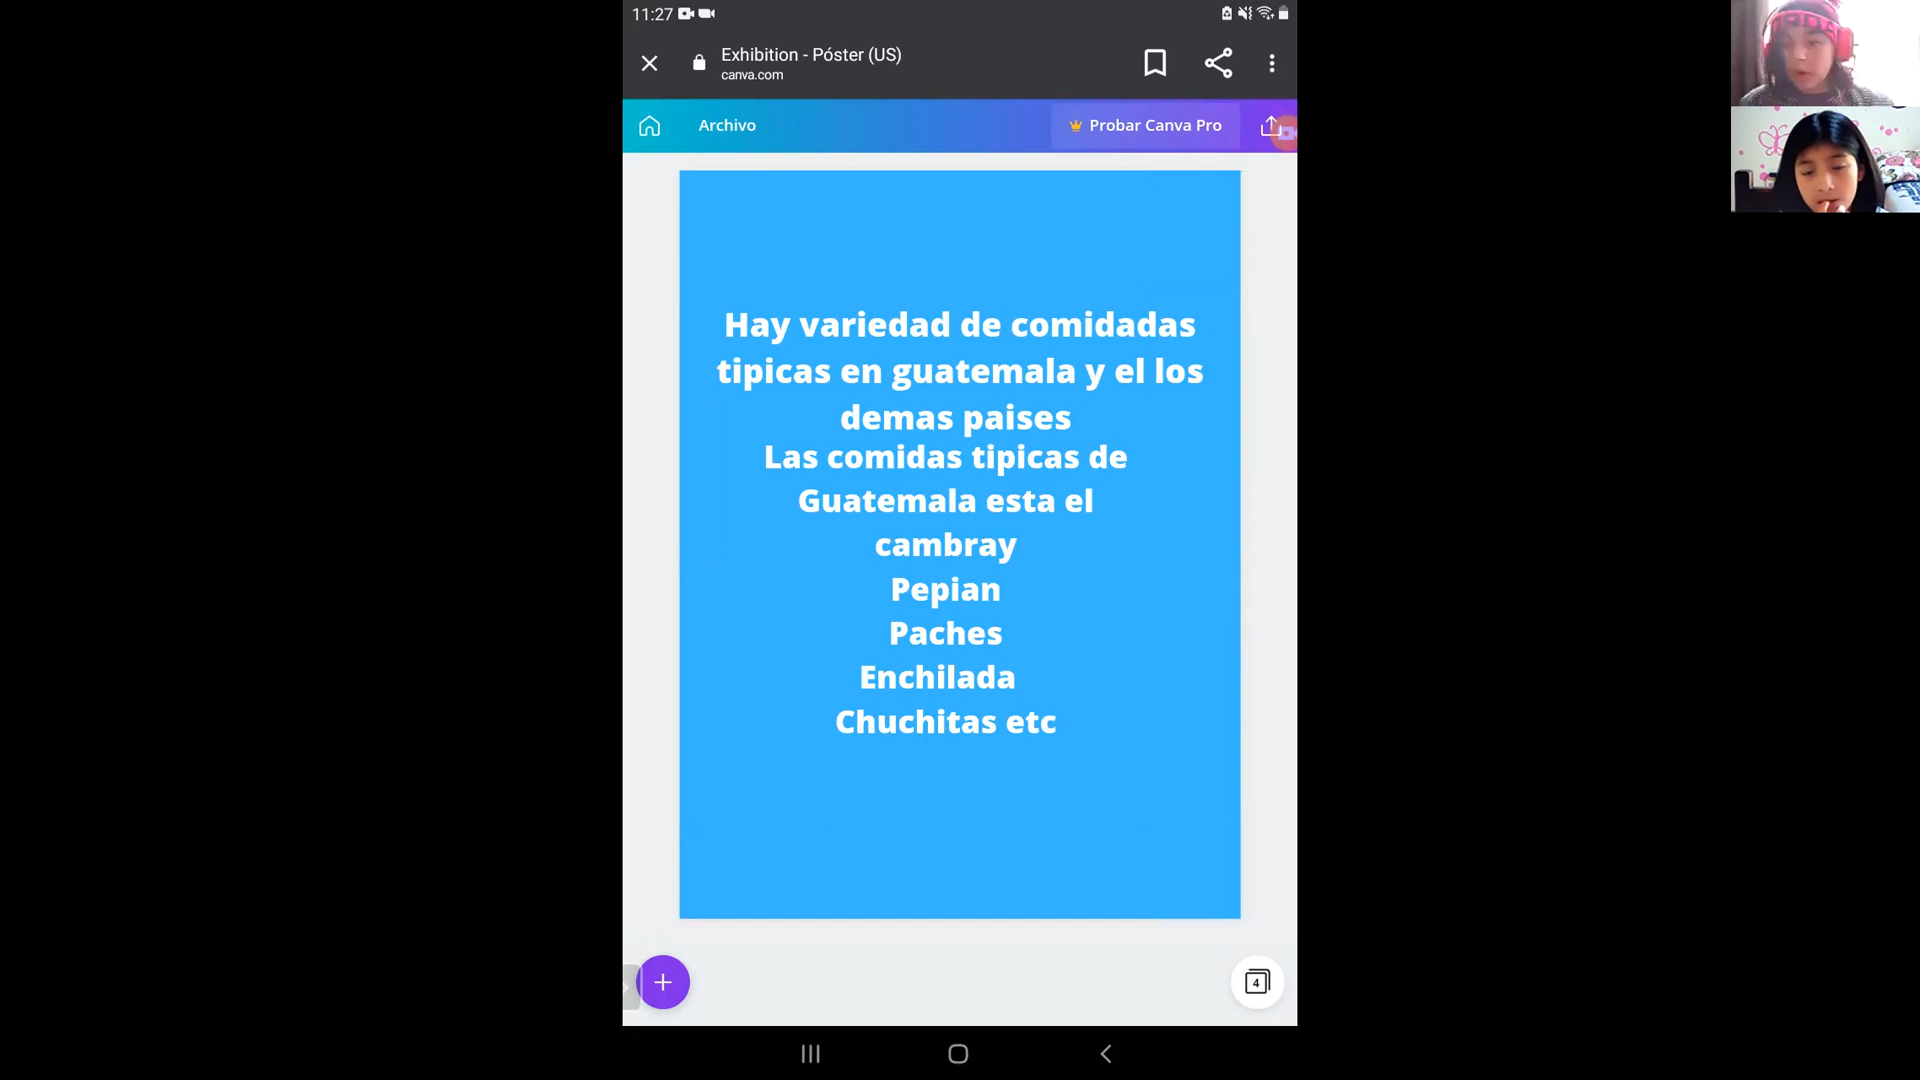 11:27
Exhibition - Póster (US)
canva.com
Archivo
Probar Canva Pro
Hay variedad de comidadas
tipicas en guatemala y el los
demas paises
Las comidas tipicas de
Guatemala esta el
cambray
Pepian
Paches
Enchilada
Chuchitas etc
4